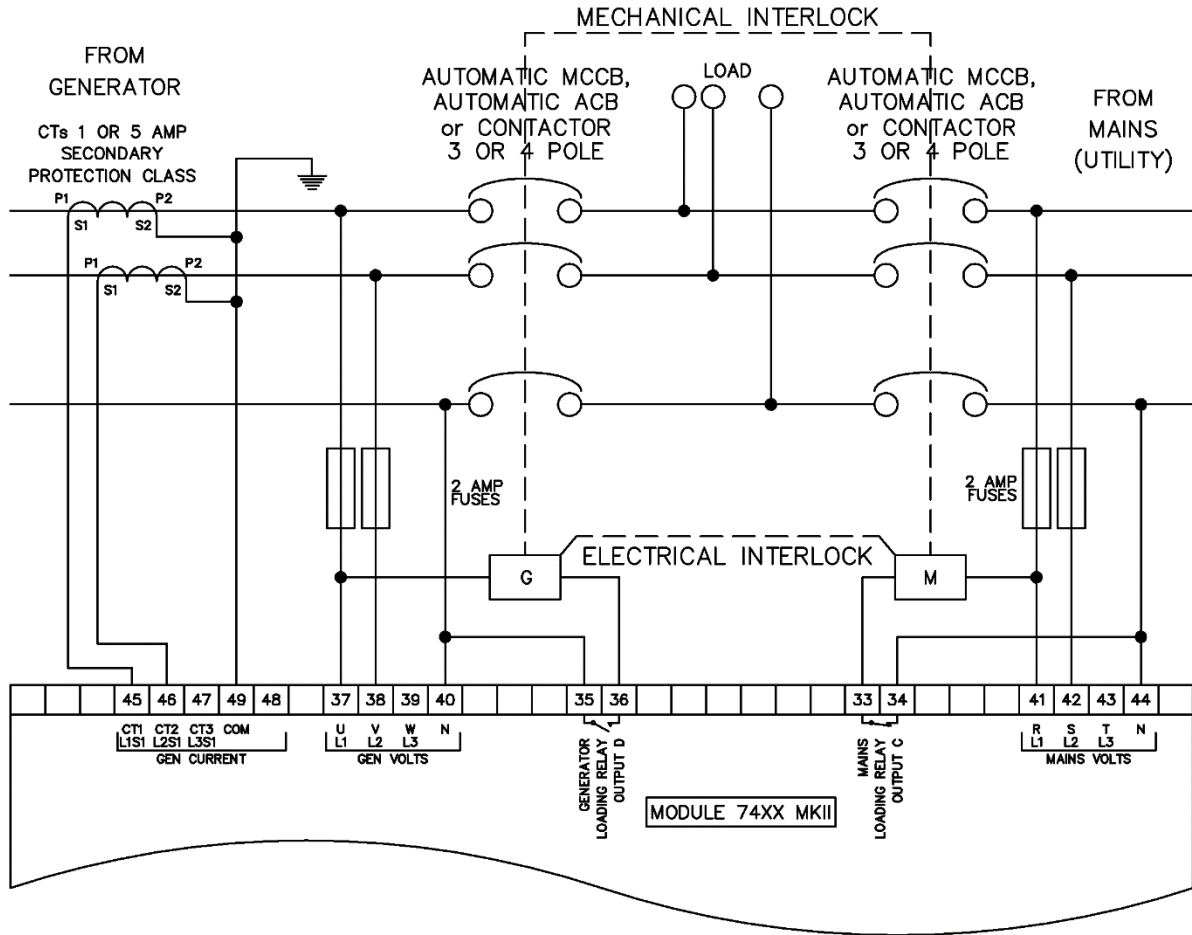 MECHANICAL INTERLOCK
FROM
GENERATOR
CTs 1 OR 5 AMP
SECONDARY
PROTECTION CLASS
AUTOMATIC MCCB,
AUTOMATIC ACB
or CONTACTOR
3 OR 4 POLE
LOAD
AUTOMATIC MCCB,
AUTOMATIC ACB
or CONTACTOR
3 OR 4 POLE
FROM
MAINS
(UTILITY)
P1 P2
S1 S2
P1 P2
S1 S2
2 AMP
FUSES
2 AMP
FUSES
ELECTRICAL INTERLOCK
G
M
45 46 47 49 48 37 38 39 40 35 36 33 34 41 42 43 44
CT1 CT2 CT3 COM
L1S1 L2S1 L3S1
GEN CURRENT
U V W N
L1 L2 L3
GEN VOLTS
GENERATOR
LOADING RELAY
OUTPUT D
MODULE 74XX MKII
MAINS
LOADING RELAY
OUTPUT C
R S T N
L1 L2 L3
MAINS VOLTS